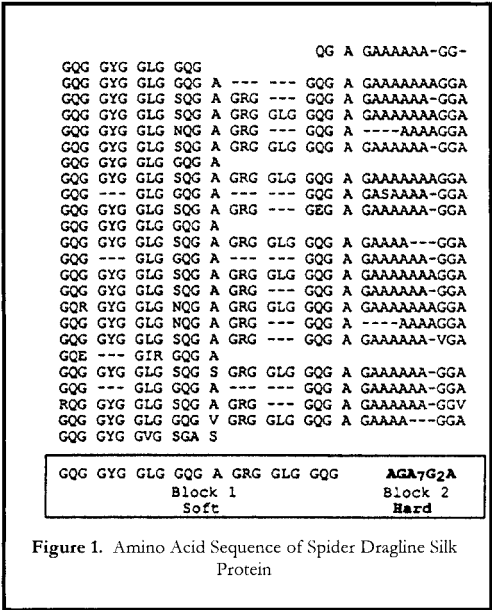 QG A GAAAAAA-GG-
GQG GYG GLG GQG
GQG GYG GLG SQG A --- --- GQG A GAAAAAAAGGA
GQG GYG GLG SQG A GRG --- GQG A GAAAAAA-GGA
GQG GYG GLG SQG A GRG GLG GQG A GAAAAAA-GGA
GQG GYG GLG NQG A GRG --- GQG A ----AAAAGGA
GQG GYG GLG SQG A GRG GLG GQG A GAAAAAA-GGA
GQG GYG GLG GQG A
GQG GYG GLG SQG A GRG GLG GQG A GAAAAAAAGGA
GQG --- GLG SQG A --- --- GQG A GASAAAA-GGA
GQG GYG GLG SQG A GRG --- GEG A GAAAAAA-GGA
GQG GYG GLG GQG A
GQG GYG GLG SQG A GRG GLG GQG A GAAAA---GGA
GQG --- GLG SQG A GRG --- GQG A GAAAAAA-GGA
GQG GYG GLG SQG A GRG GLG GQG A GAAAAAAAGGA
GQG GYG GLG SQG A GRG --- GQG A GAAAAAA-GGA
GQR GYG GLG NQG A GRG GLG GQG A GAAAAAAAGGA
GQG GYG GLG NQG A GRG --- GQG A ----AAAAGGA
GQG GYG GLG SQG A GRG --- GQG A GAAAAAA-VGA
GQE --- GIR GQG A
GQG GYG GLG SQG S GRG GLG GQG A GAAAAAA-GGA
GQG --- GLG GQG A --- --- GQG A GAAAAAA-GGA
RQG GYG GLG SQG A GRG --- GQG A GAAAAAA-GGV
GQG GYG GLG GQG V GRG GLG GQG A GAAAA---GGA
GQG GYG GVG SGA S
GQG GYG GLG GQG A GRG GLG GQG AGA7G2A
Block 1 Block 2
Soft Hard
Figure 1. Amino Acid Sequence of Spider Dragline Silk
Protein